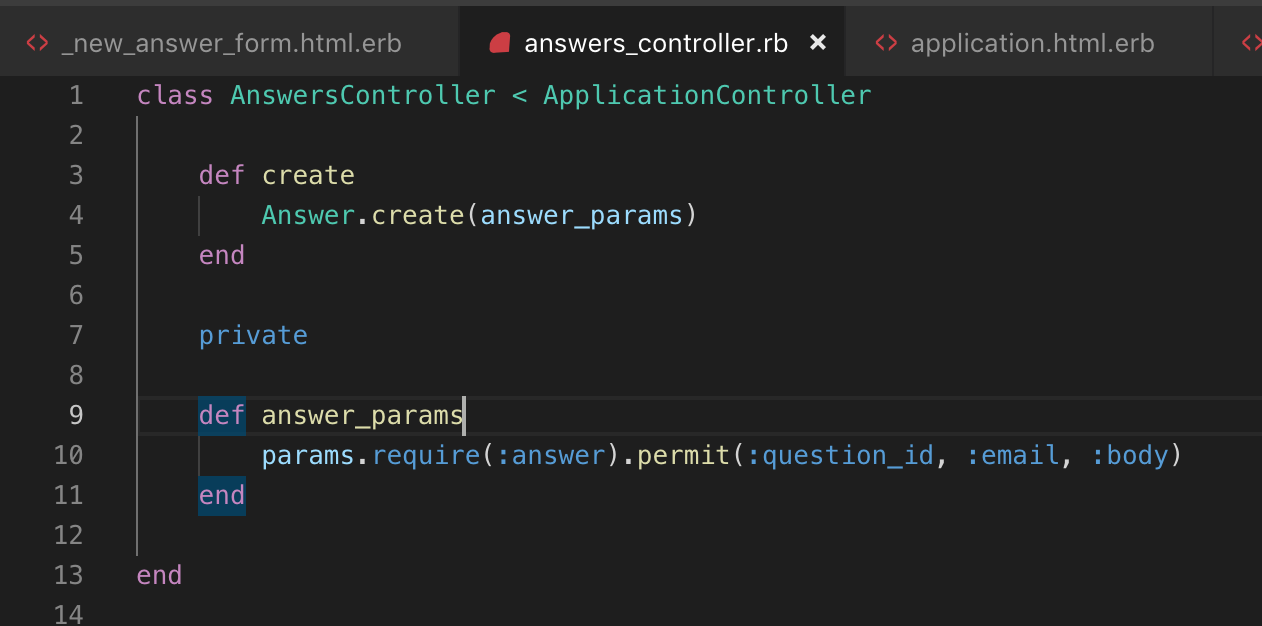 _new_answer_form.html.erb answers_controller.rb × application.html.erb
1 class AnswersController < ApplicationController
2
3 def create
4 Answer.create(answer_params)
5 end
6
7 private
8
9 def answer_params
10 params.require(:answer).permit(:question_id, :email, :body)
11 end
12
13 end
14